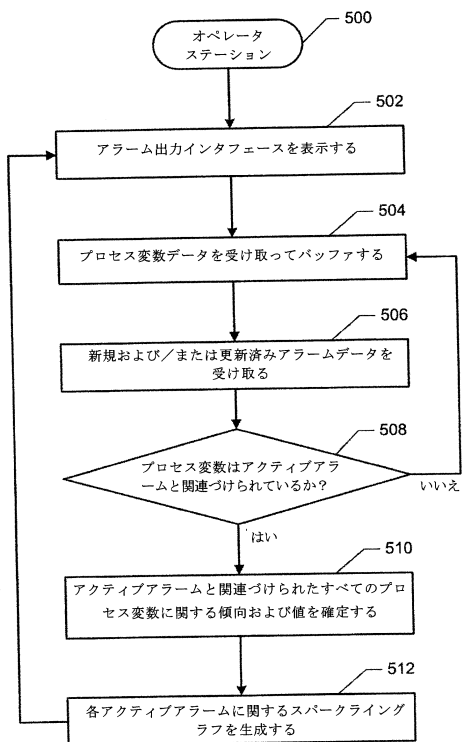 500
オペレータ
ステーション
502
アラーム出力インタフェースを表示する
504
プロセス変数データを受け取ってバッファする
506
新規および／または更新済みアラームデータを
受け取る
508
プロセス変数はアクティブアラ
ームと関連づけられているか？
いいえ
はい
510
アクティブアラームと関連づけられたすべてのプロ
セス変数に関する傾向および値を確定する
512
各アクティブアラームに関するスパークライング
ラフを生成する